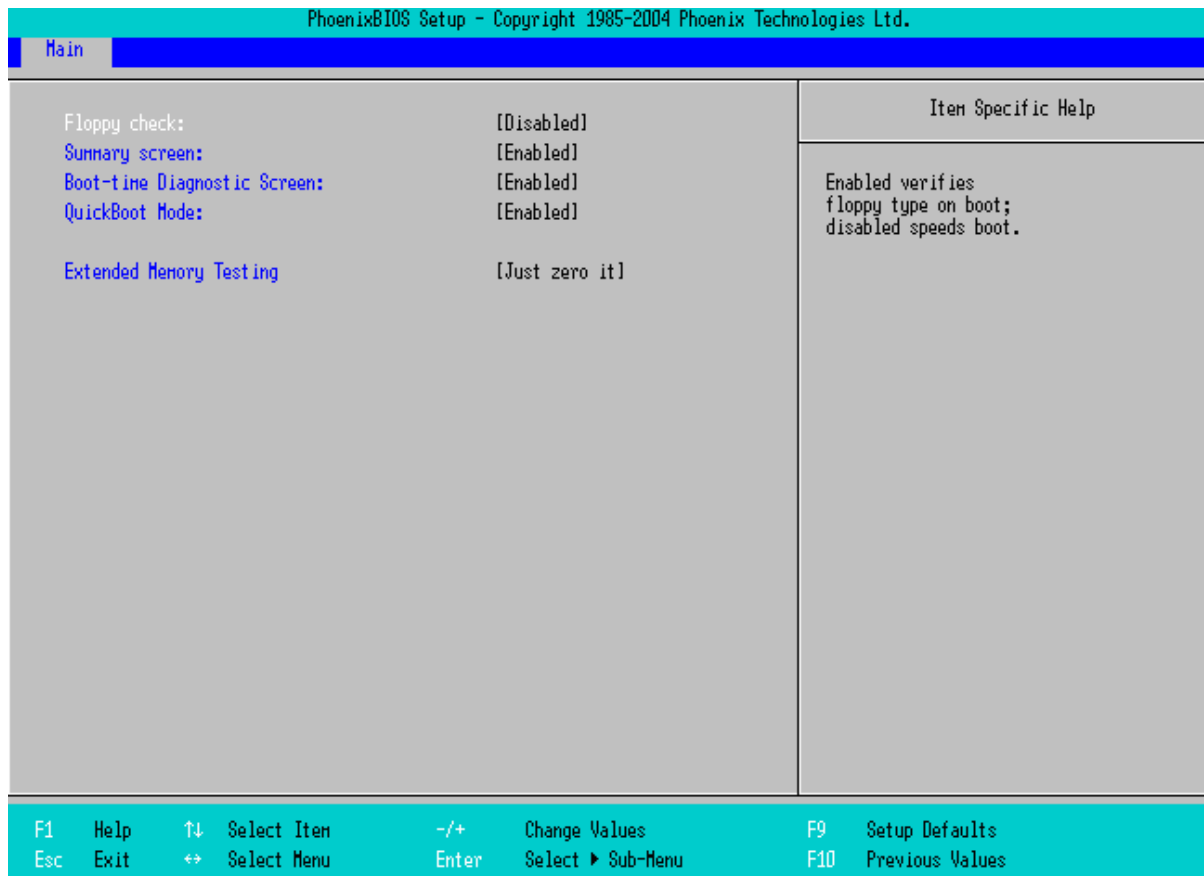 PhoenixBIOS Setup - Copyright 1985-2004 Phoenix Technologies Ltd.
Main
Floppy check: [Disabled]
Summary screen: [Enabled]
Boot-time Diagnostic Screen: [Enabled]
QuickBoot Mode: [Enabled]
Extended Memory Testing [Just zero it]
Item Specific Help
Enabled verifies
floppy type on boot;
disabled speeds boot.
F1 Help ↑↓ Select Item -/+ Change Values F9 Setup Defaults
Esc Exit ↔ Select Menu Enter Select ▶ Sub-Menu F10 Previous Values